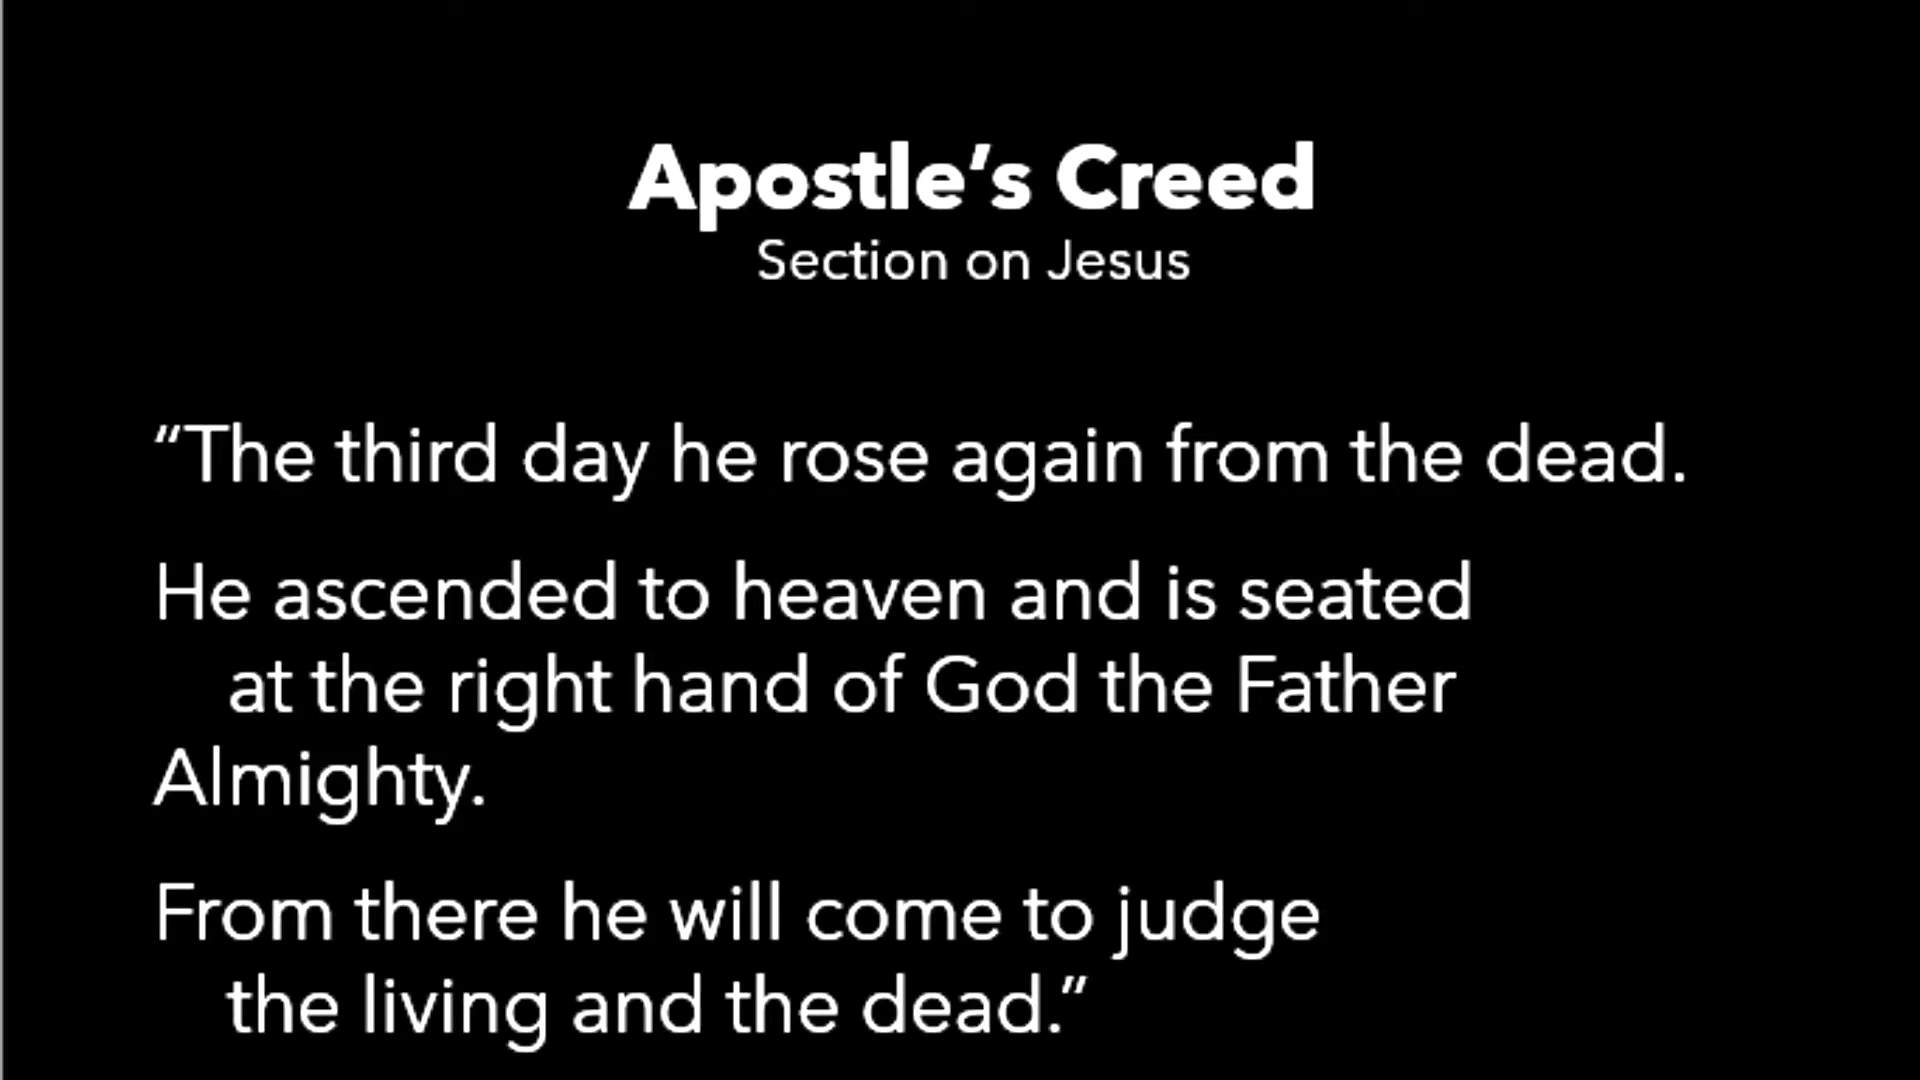 Apostle’s Creed
Section on Jesus
“The third day he rose again from the dead.
He ascended to heaven and is seated
at the right hand of God the Father
Almighty.
From there he will come to judge
the living and the dead.”